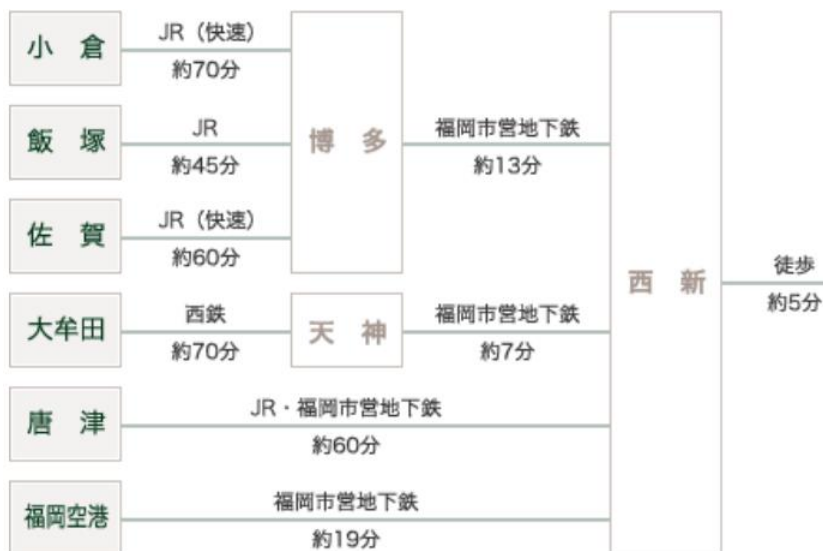 小倉
JR（快速）
約70分
飯塚
JR
約45分
博多
福岡市営地下鉄
約13分
佐賀
JR（快速）
約60分
大牟田
西鉄
約70分
天神
福岡市営地下鉄
約7分
唐津
JR・福岡市営地下鉄
約60分
福岡空港
福岡市営地下鉄
約19分
西新
徒歩
約5分